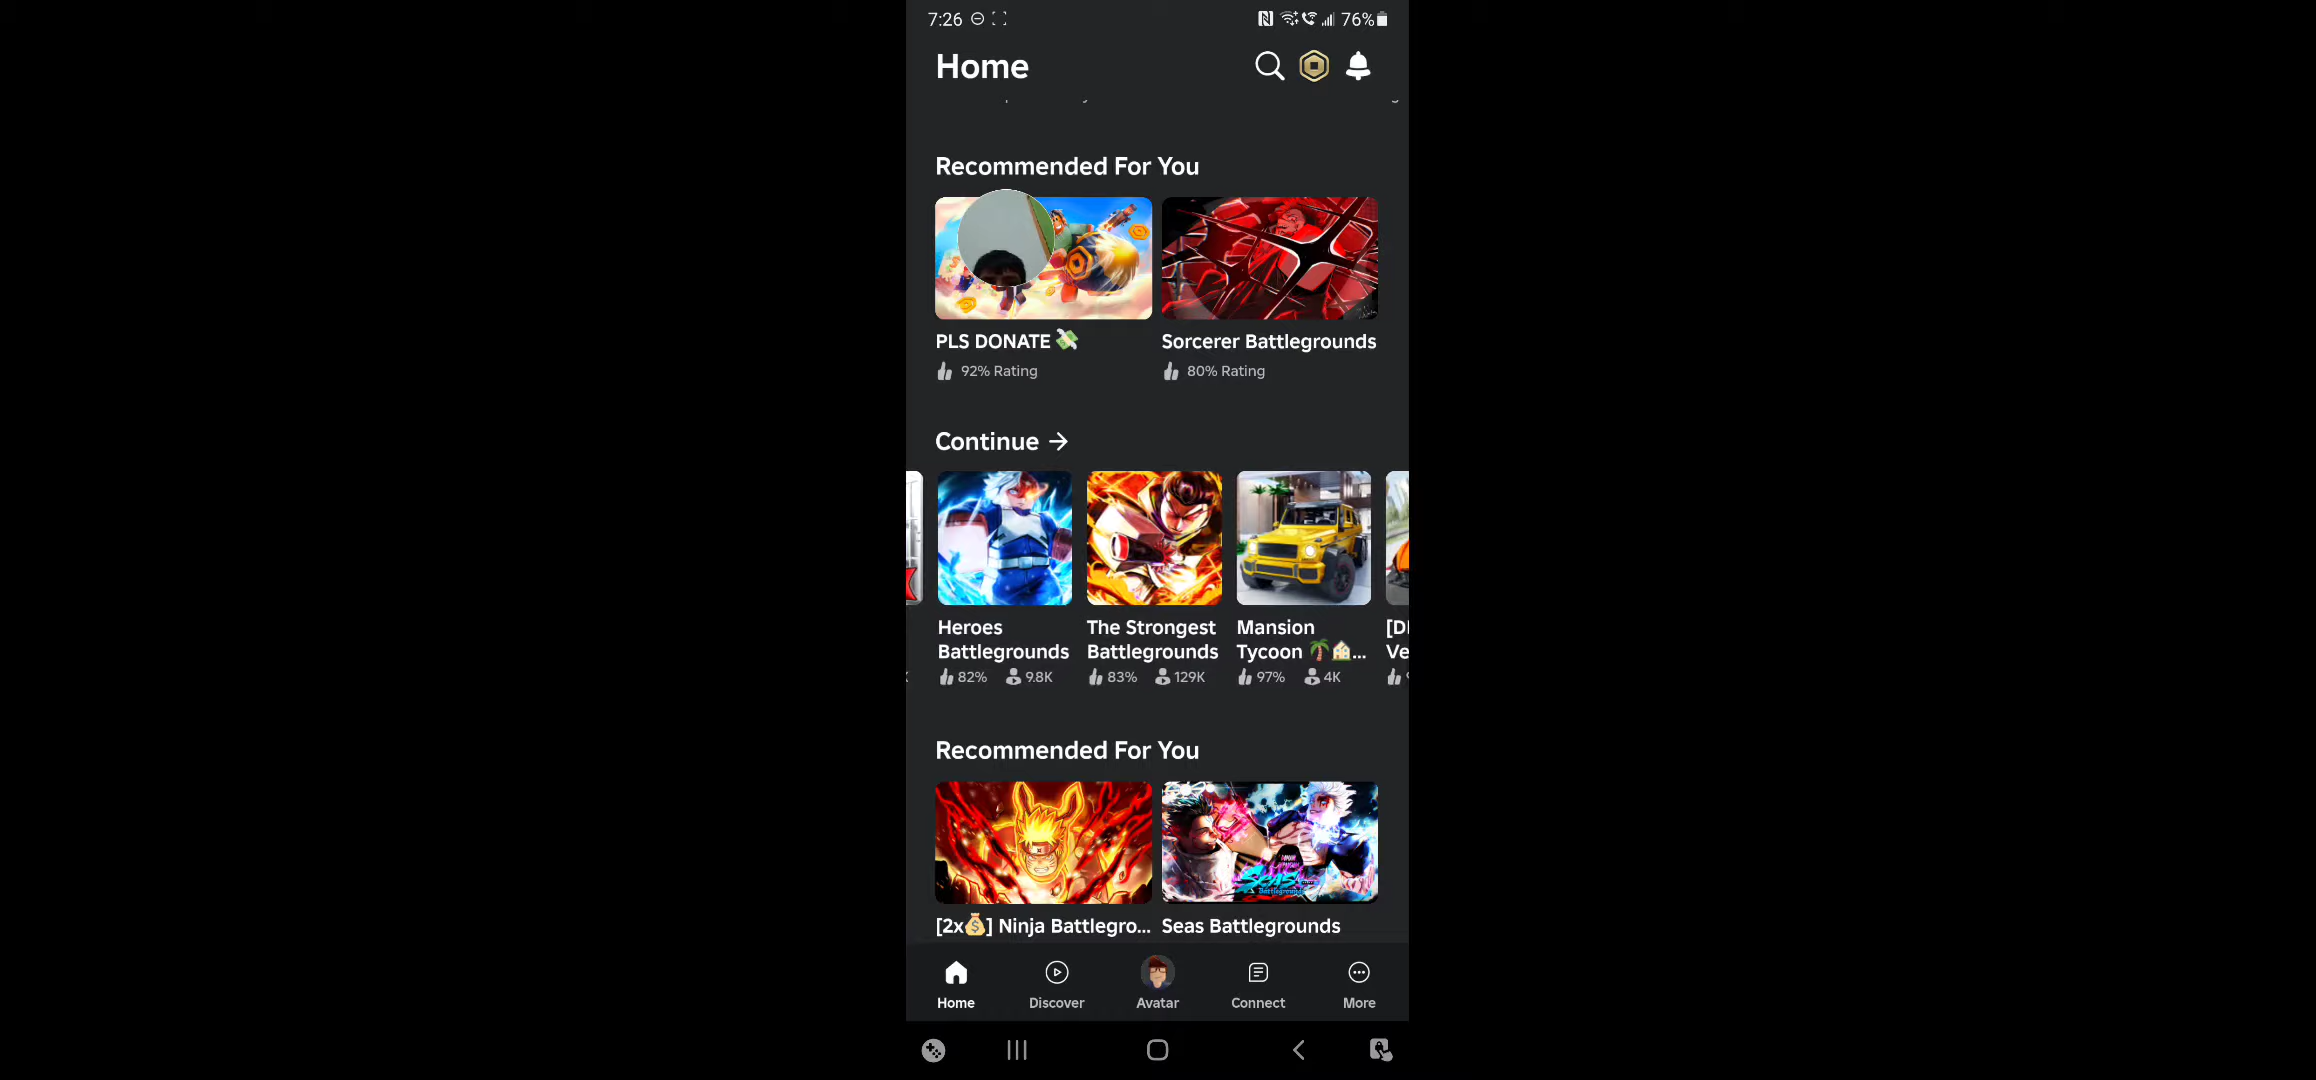 7:26
76%
Home
Recommended For You
PLS DONATE 💸
Sorcerer Battlegrounds
92% Rating
80% Rating
Continue →
Heroes
Battlegrounds
82% 9.8K
The Strongest
Battlegrounds
83% 129K
Mansion
Tycoon 🌴🏠...
97% 4K
Recommended For You
[2x💰] Ninja Battlegro...
Seas Battlegrounds
Home
Discover
Avatar
Connect
More